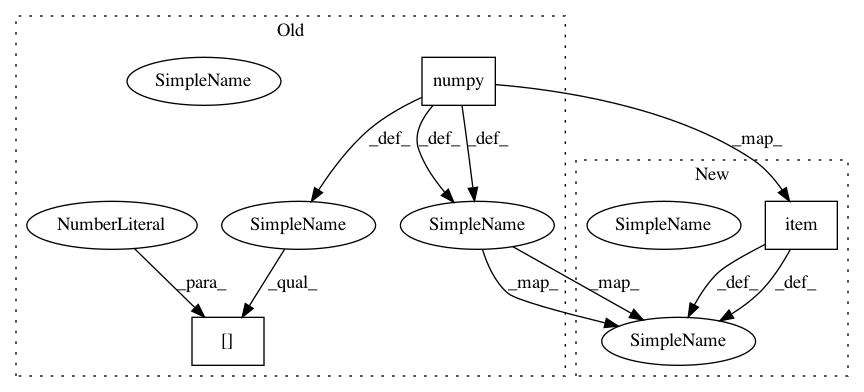 Old
SimpleName
numpy
_def_
_def_
_def_
_map_
New
NumberLiteral
SimpleName
SimpleName
SimpleName
item
_para_
_qual_
_map_
_map_
_def_
_def_
[]
SimpleName